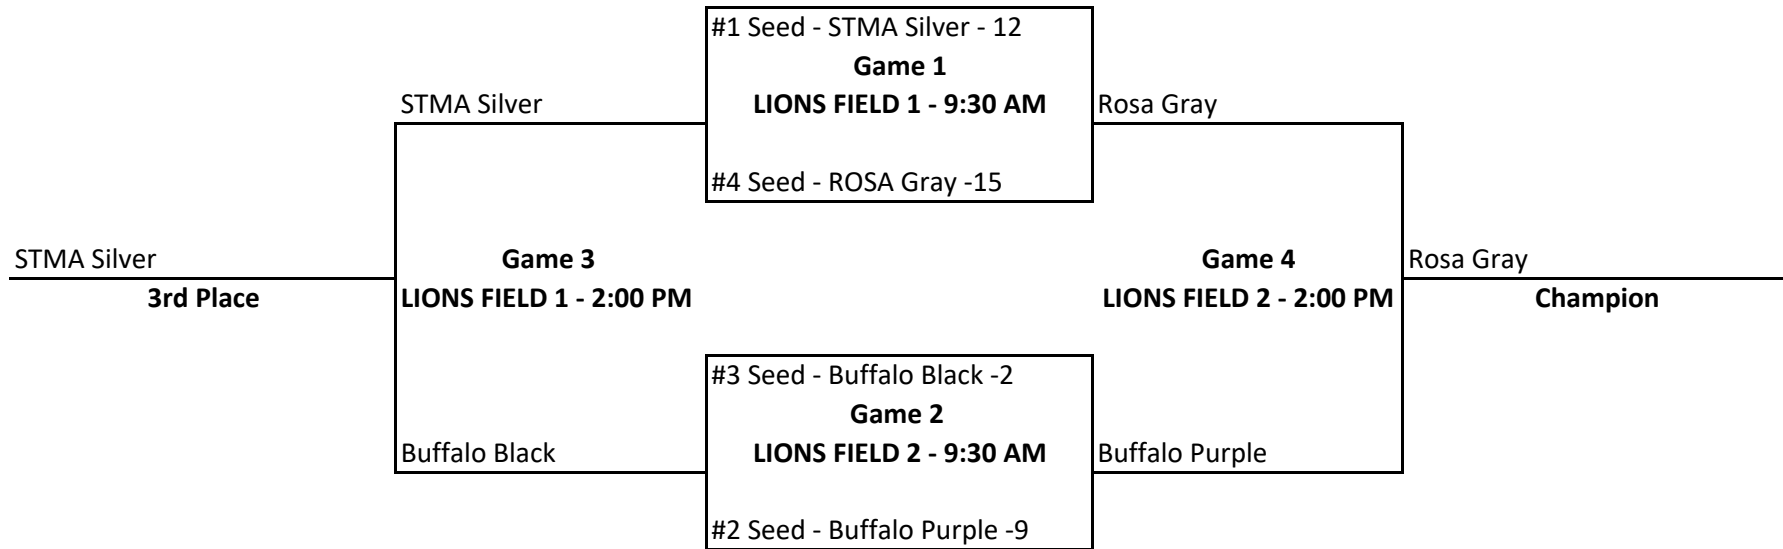 #1 Seed - STMA Silver - 12
Game 1
STMA Silver
LIONS FIELD 1 - 9:30 AM
Rosa Gray
#4 Seed - ROSA Gray -15
STMA Silver
Game 3
Game 4
Rosa Gray
3rd Place
LIONS FIELD 1 - 2:00 PM
LIONS FIELD 2 - 2:00 PM
Champion
#3 Seed - Buffalo Black -2
Game 2
Buffalo Black
LIONS FIELD 2 - 9:30 AM
Buffalo Purple
#2 Seed - Buffalo Purple -9